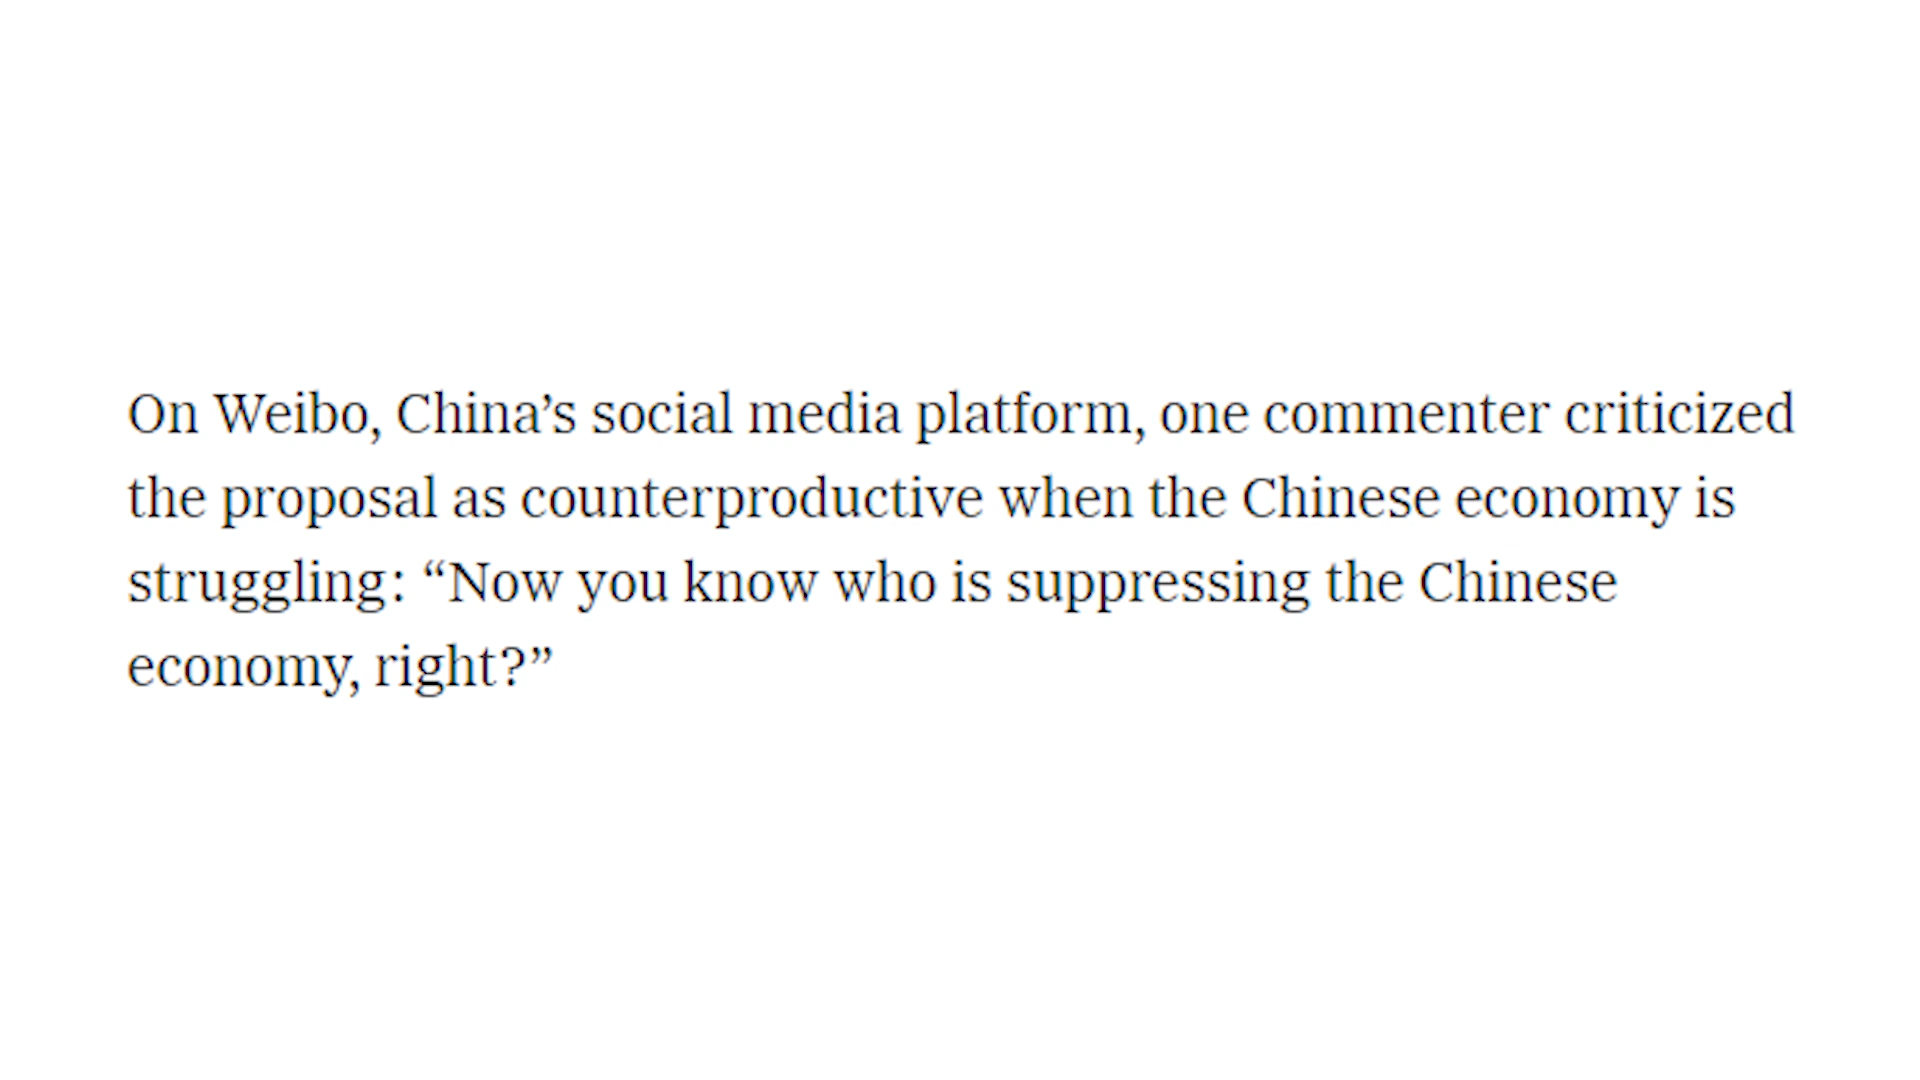 On Weibo, China’s social media platform, one commenter criticized
the proposal as counterproductive when the Chinese economy is
struggling: “Now you know who is suppressing the Chinese
economy, right?”